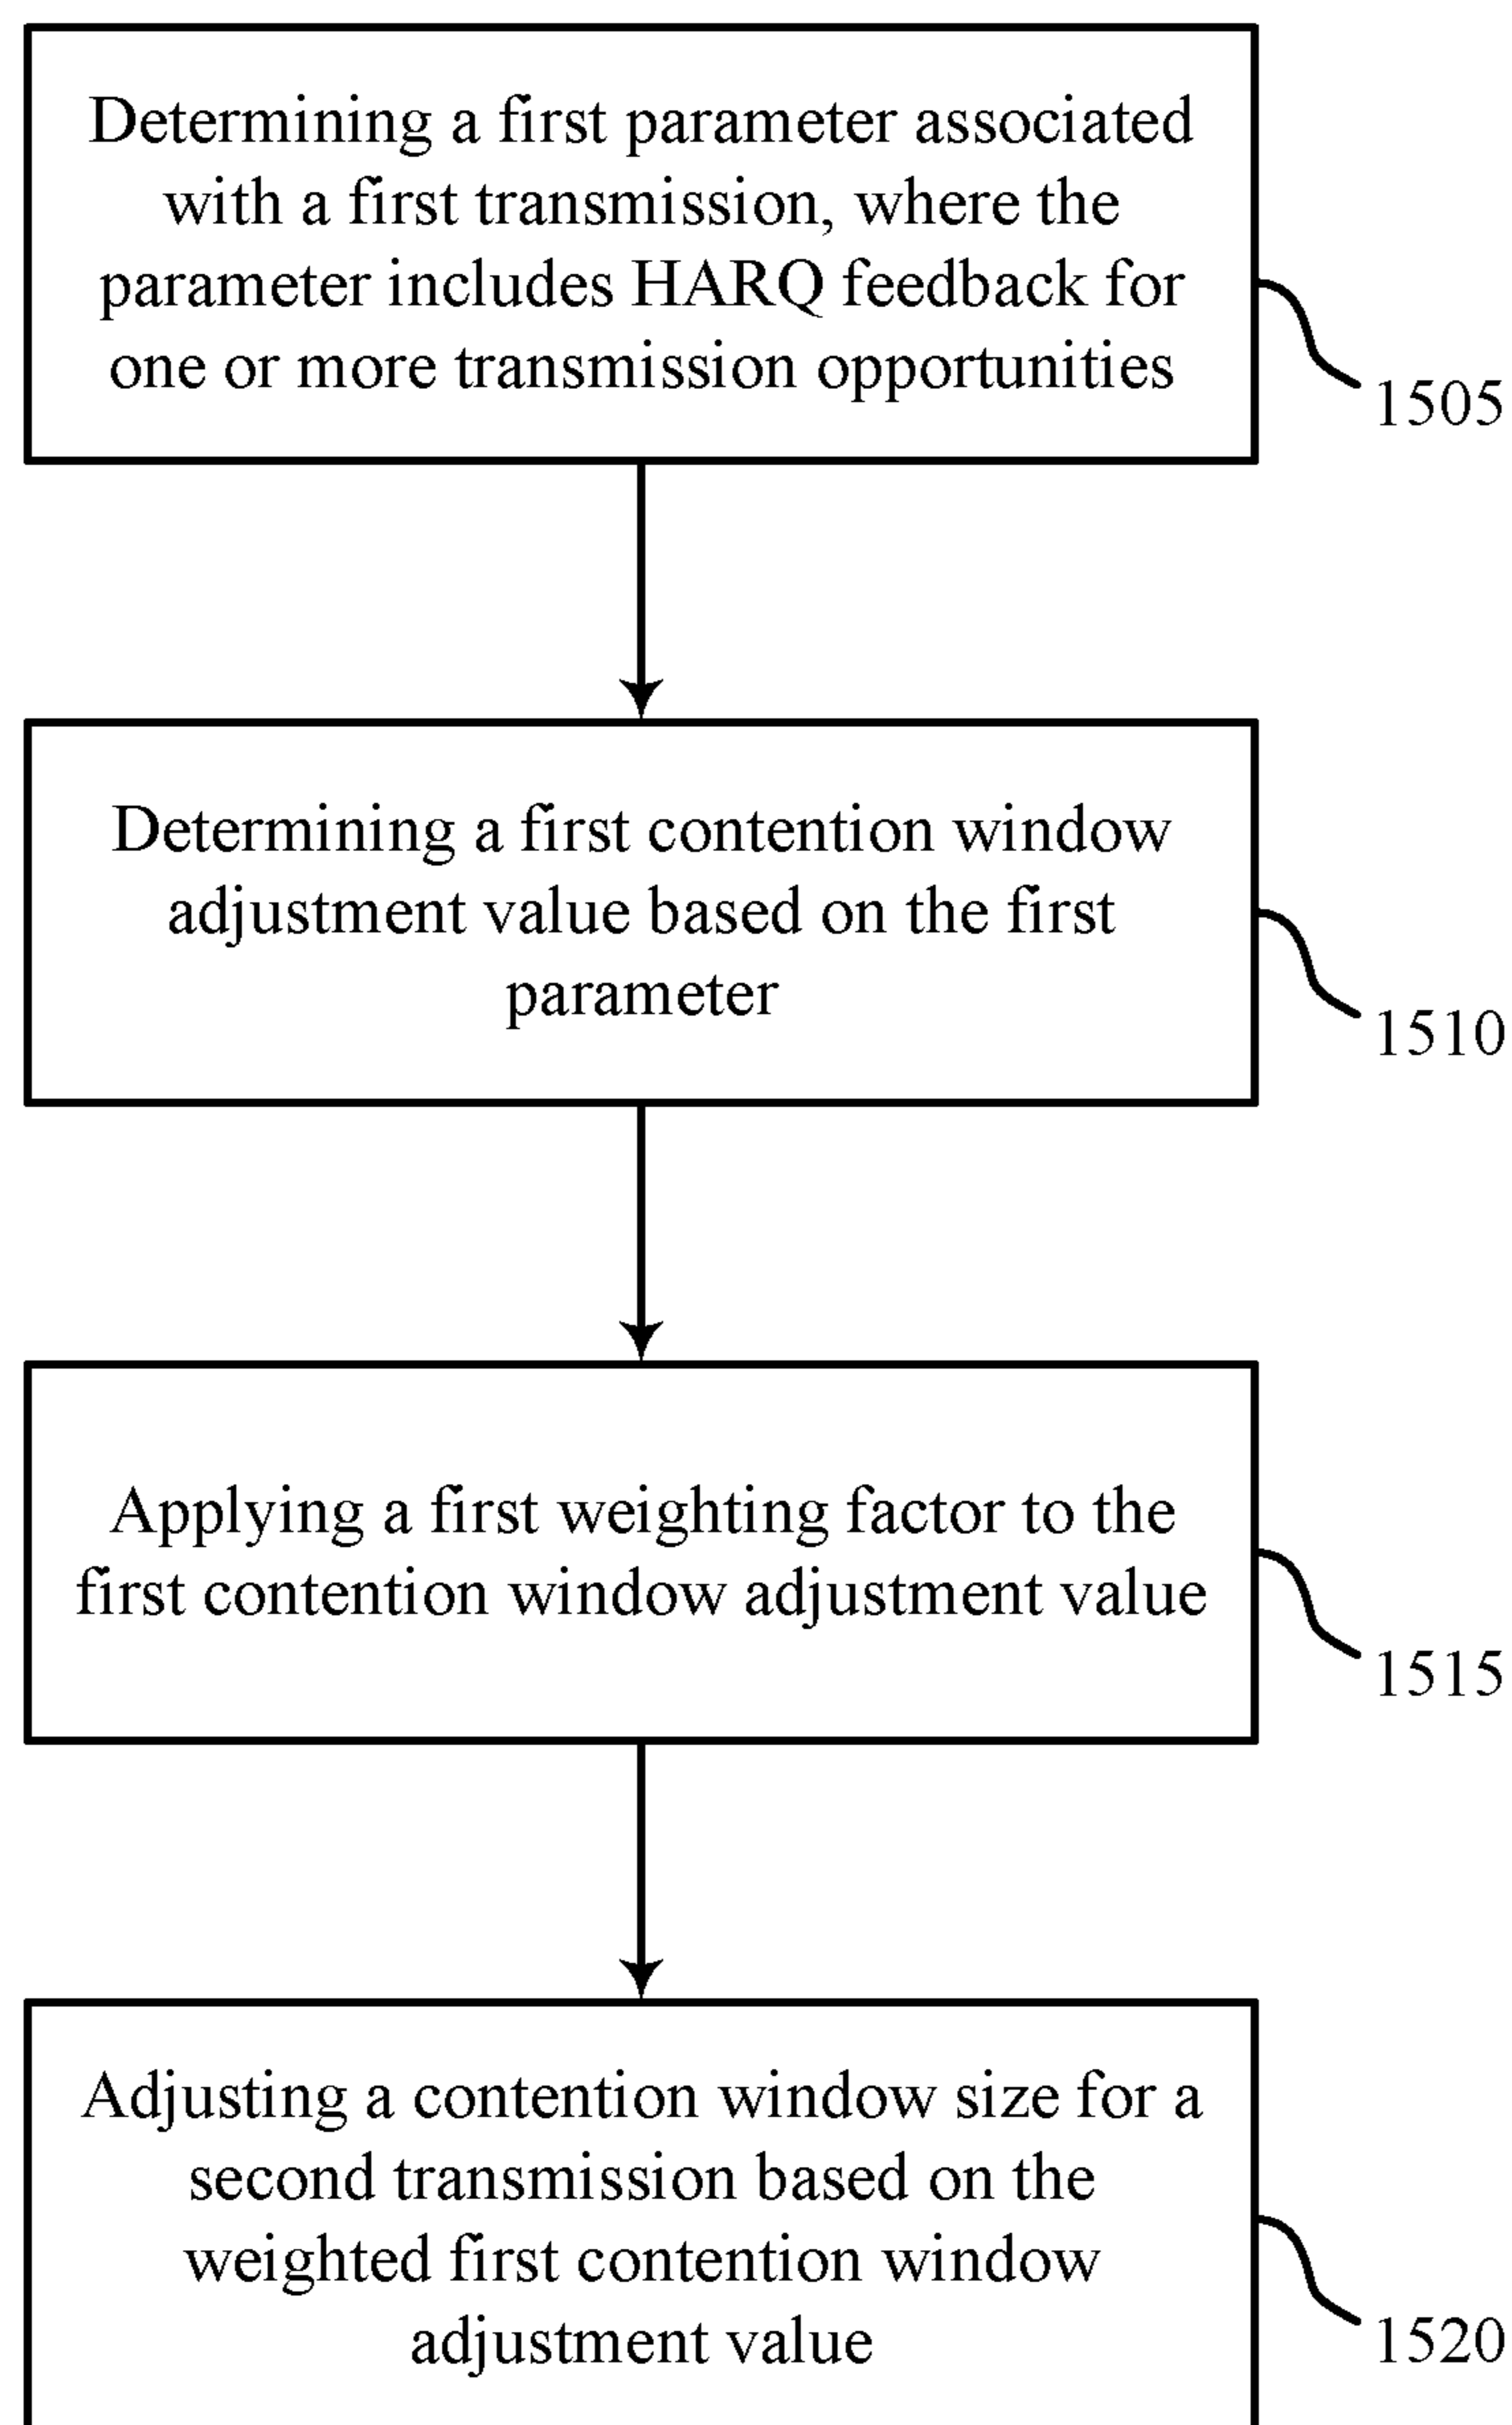 Determining a first parameter associated
with a first transmission, where the
parameter includes HARQ feedback for
one or more transmission opportunities
1505
Determining a first contention window
adjustment value based on the first
parameter
1510
Applying a first weighting factor to the
first contention window adjustment value
1515
Adjusting a contention window size for a
second transmission based on the
weighted first contention window
adjustment value
1520